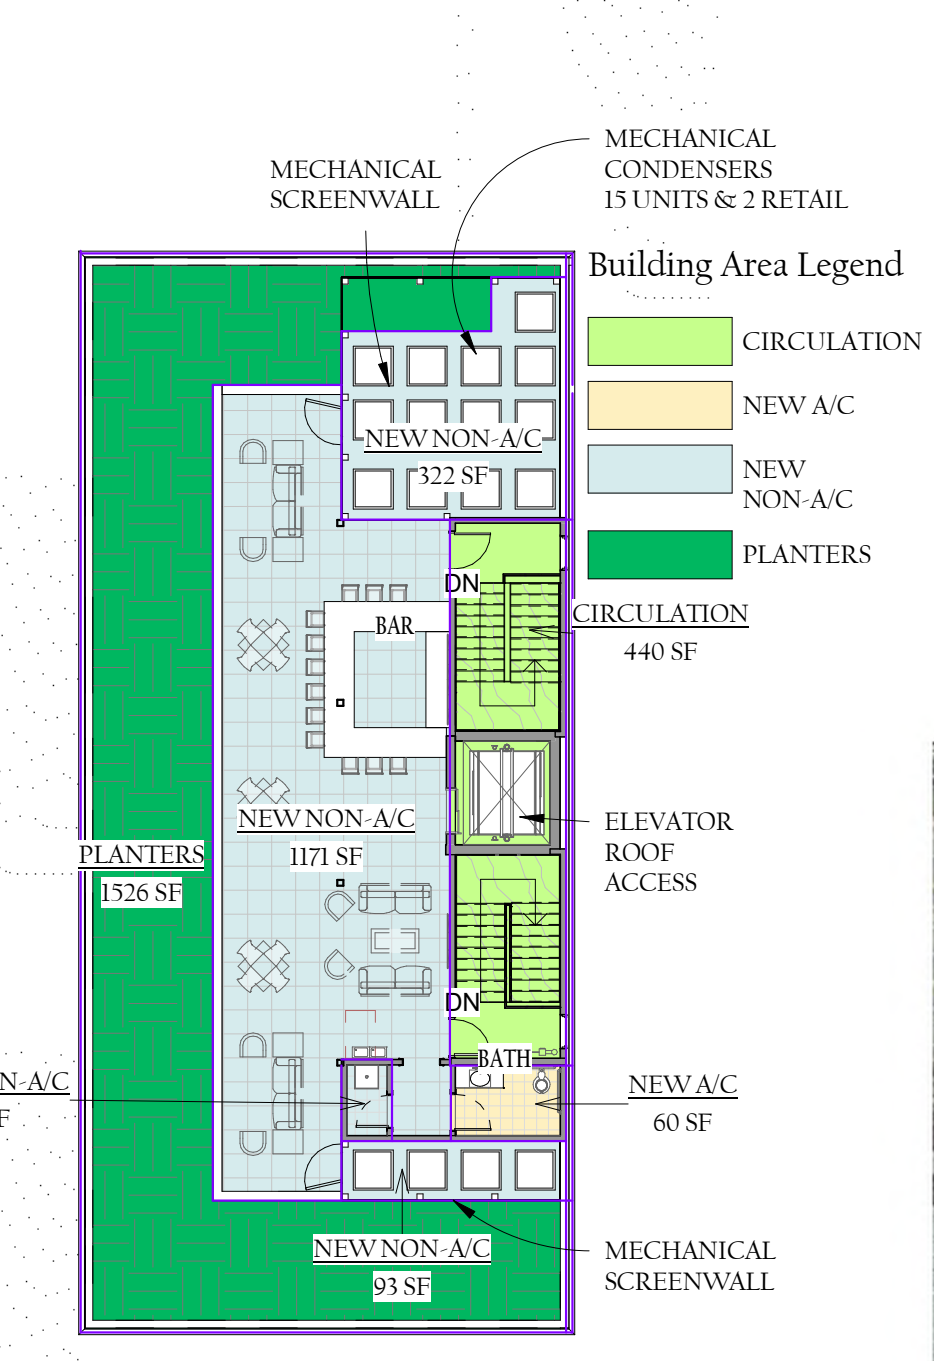 MECHANICAL
SCREENWALL
MECHANICAL
CONDENSERS
15 UNITS & 2 RETAIL
Building Area Legend
CIRCULATION
NEW A/C
NEW
NON-A/C
PLANTERS
NEW NON-A/C
322 SF
DN
CIRCULATION
440 SF
BAR
NEW NON-A/C
1171 SF
PLANTERS
1526 SF
ELEVATOR
ROOF
ACCESS
DN
BATH
N-A/C
F
NEW A/C
60 SF
NEW NON-A/C
93 SF
MECHANICAL
SCREENWALL